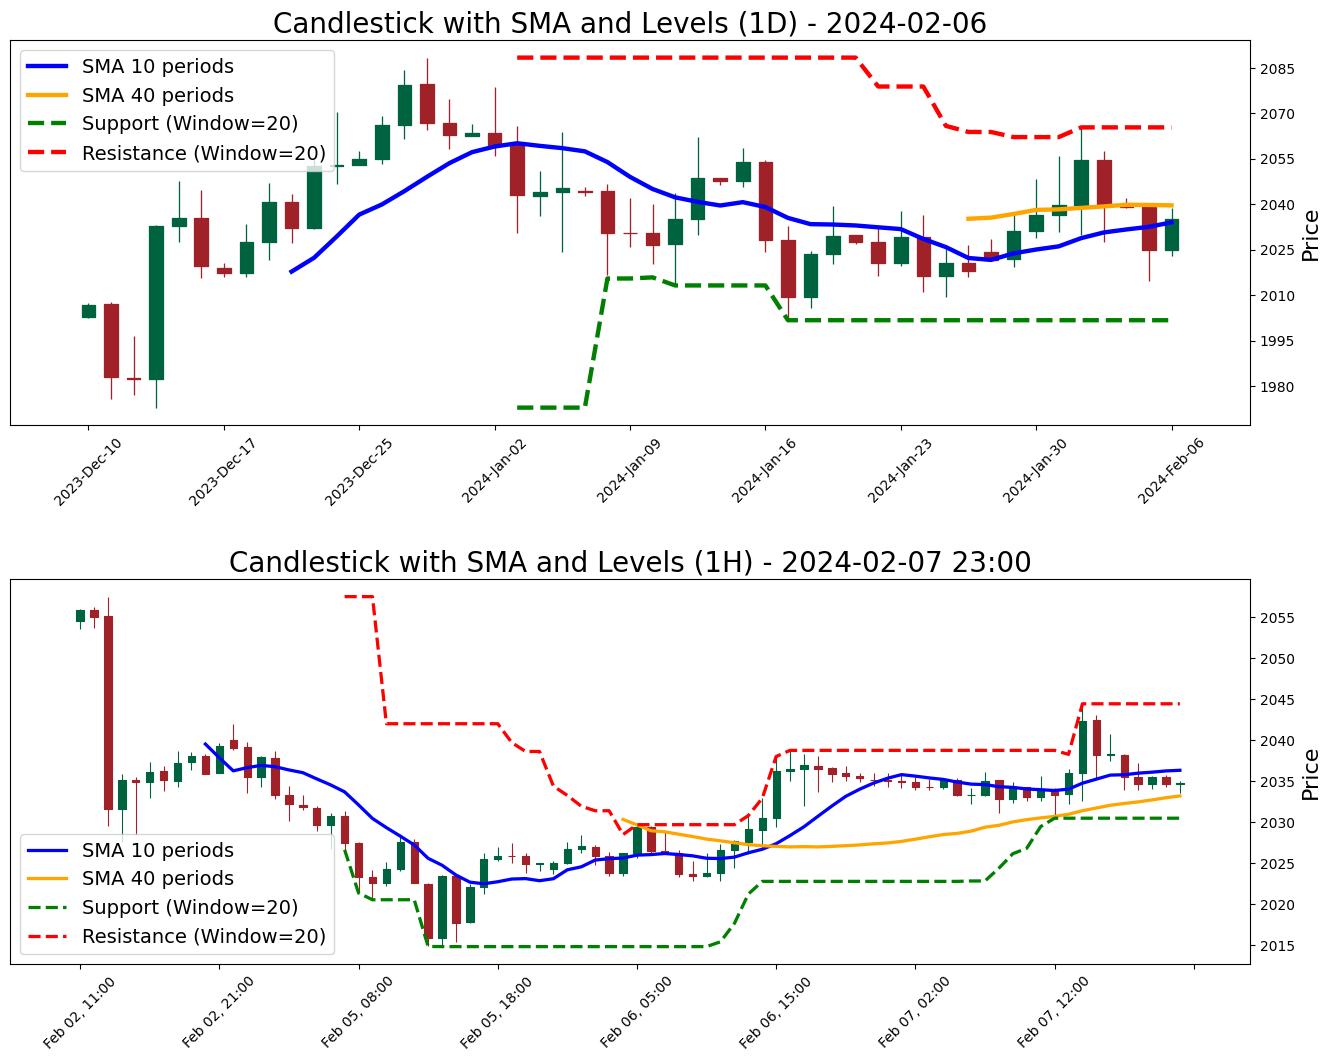 Candlestick with SMA and Levels (1D) - 2024-02-06
SMA 10 periods
SMA 40 periods
Support (Window=20)
Resistance (Window=20)
2085
2070
2055
2040
2025
2010
1995
1980
Price
2023-Dec-10
2023-Dec-17
2023-Dec-25
2024-Jan-02
2024-Jan-09
2024-Jan-16
2024-Jan-23
2024-Jan-30
2024-Feb-06
Candlestick with SMA and Levels (1H) - 2024-02-07 23:00
2055
2050
2045
2040
2035
2030
2025
2020
2015
Price
SMA 10 periods
SMA 40 periods
Support (Window=20)
Resistance (Window=20)
Feb 02, 11:00
Feb 02, 21:00
Feb 05, 08:00
Feb 05, 18:00
Feb 06, 05:00
Feb 06, 15:00
Feb 07, 02:00
Feb 07, 12:00